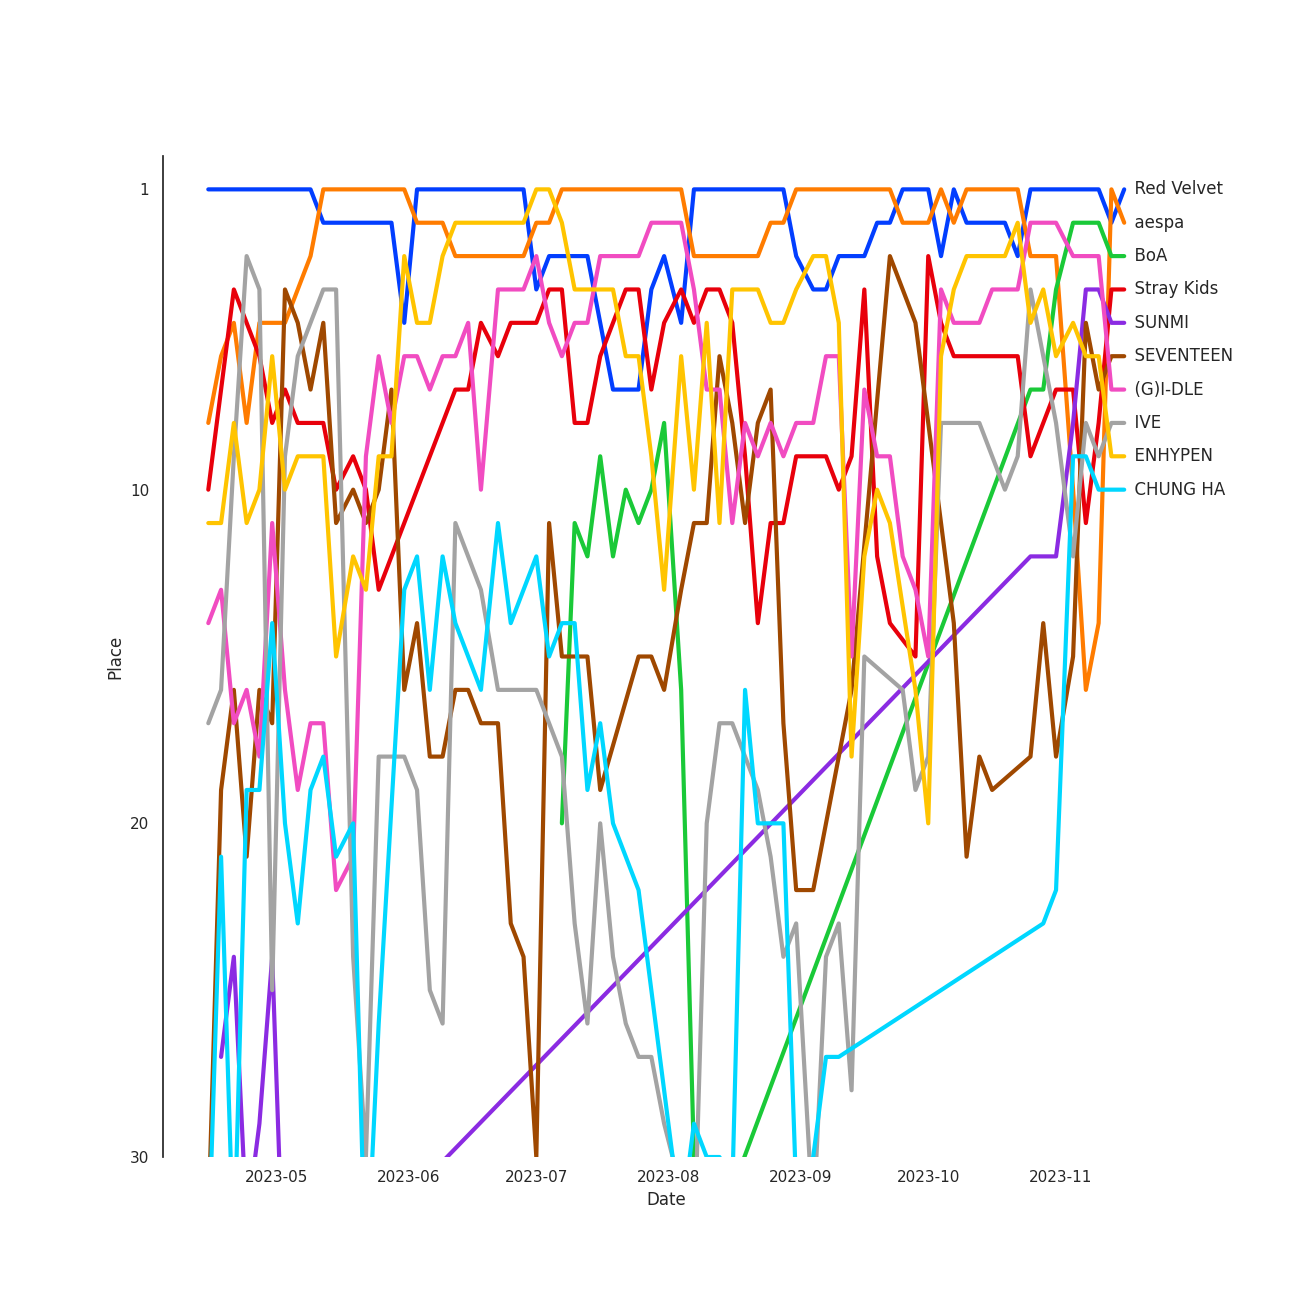 1
10
20
30
Place
2023-05
2023-06
2023-07
2023-08
2023-09
2023-10
2023-11
Date
Red Velvet
aespa
BoA
Stray Kids
SUNMI
SEVENTEEN
(G)I-DLE
IVE
ENHYPEN
CHUNG HA